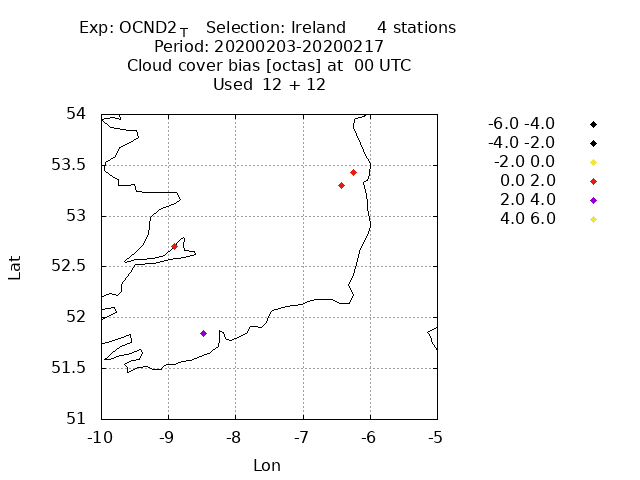 Exp: OCND2_T   Selection: Ireland      4 stations
Period: 20200203-20200217
Cloud cover bias [octas] at  00 UTC
Used  12 + 12
-6.0 -4.0
-4.0 -2.0
-2.0 0.0
0.0 2.0
2.0 4.0
4.0 6.0
54
53.5
53
52.5
52
51.5
51
Lat
-10 -9 -8 -7 -6 -5
Lon